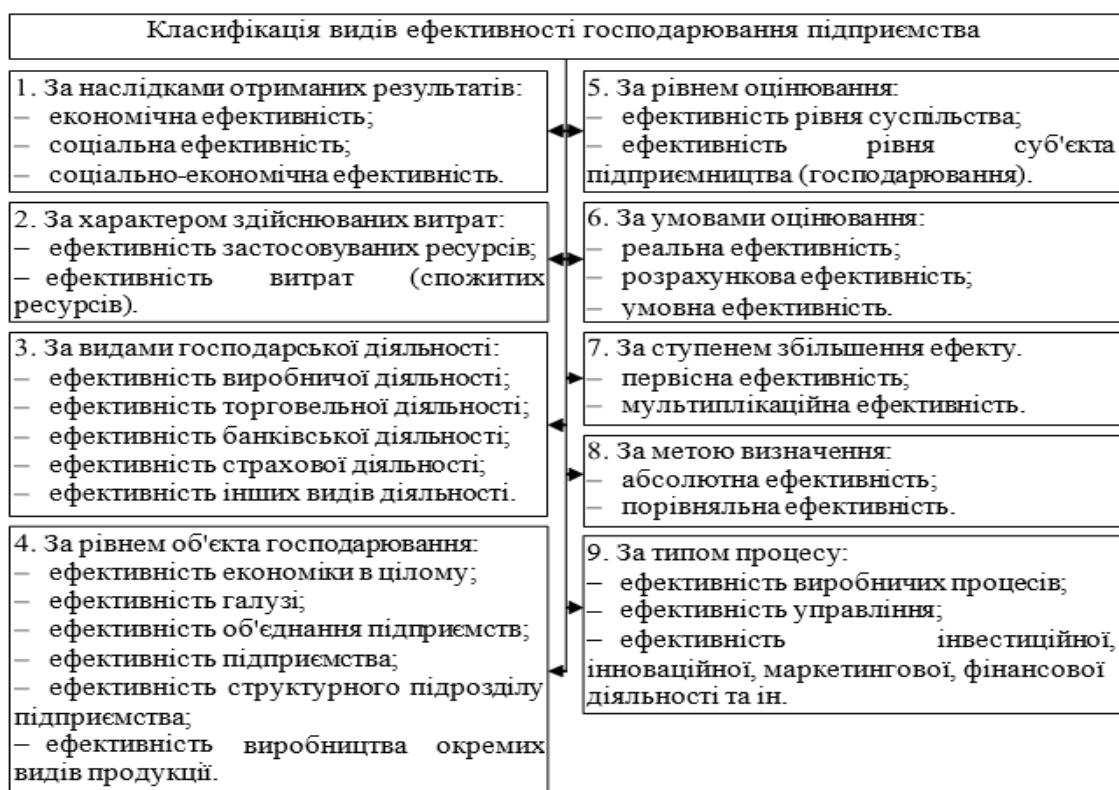 Класифікація видів ефективності господарювання підприємства
1. За наслідками отриманих результатів:
– економічна ефективність;
– соціальна ефективність;
– соціально-економічна ефективність.
2. За характером здійснюваних витрат:
– ефективність застосовуваних ресурсів;
– ефективність витрат (спожитих
ресурсів).
3. За видами господарської діяльності:
– ефективність виробничої діяльності;
– ефективність торговельної діяльності;
– ефективність банківської діяльності;
– ефективність страхової діяльності;
– ефективність інших видів діяльності.
4. За рівнем об'єкта господарювання:
– ефективність економіки в цілому;
– ефективність галузі;
– ефективність об'єднання підприємств;
– ефективність підприємства;
– ефективність структурного підрозділу
підприємства;
– ефективність виробництва окремих
видів продукції.
5. За рівнем оцінювання:
– ефективність рівня суспільства;
– ефективність рівня суб'єкта
підприємництва (господарювання).
6. За умовами оцінювання:
– реальна ефективність;
– розрахункова ефективність;
– умовна ефективність.
7. За ступенем збільшення ефекту.
– первісна ефективність;
– мультиплікаційна ефективність.
8. За метою визначення:
– абсолютна ефективність;
– порівняльна ефективність.
9. За типом процесу:
– ефективність виробничих процесів;
– ефективність управління;
– ефективність інвестиційної,
інноваційної, маркетингової, фінансової
діяльності та ін.